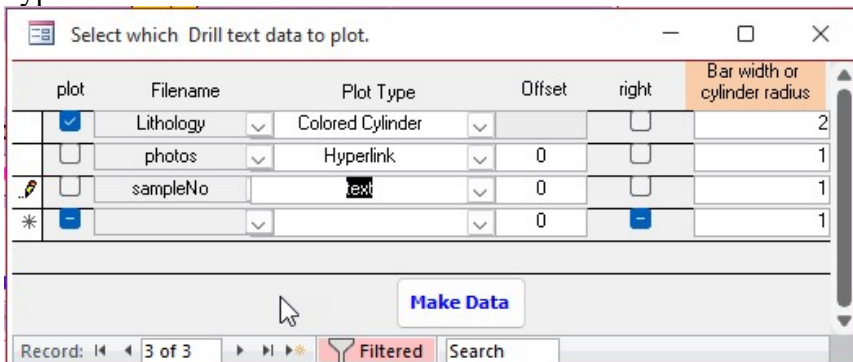 Select which Drill text data to plot.
plot Filename Plot Type Offset right Bar width or cylinder radius
Lithology Colored Cylinder 2
photos Hyperlink 0 1
sampleNo text 0 1
0 1
Make Data
Record: 3 of 3 Filtered Search